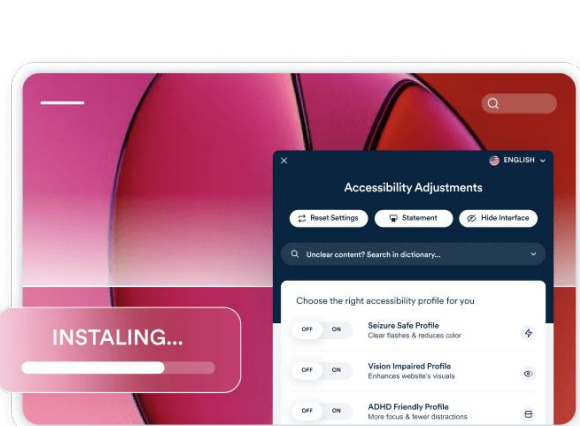 ENGLISH
Accessibility Adjustments
Reset Settings Statement Hide Interface
Unclear content? Search in dictionary...
Choose the right accessibility profile for you
OFF ON Seizure Safe Profile
Clear flashes & reduces color
INSTALING...
OFF ON Vision Impaired Profile
Enhances website's visuals
OFF ON ADHD Friendly Profile
More focus & fewer distractions